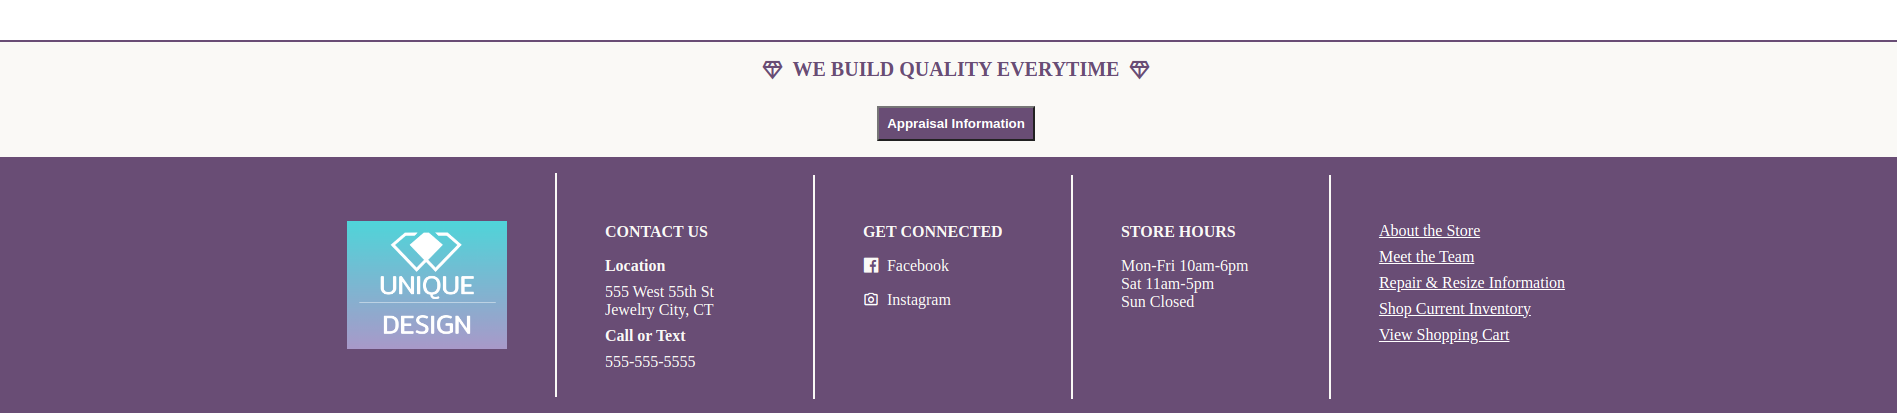 WE BUILD QUALITY EVERYTIME
Appraisal Information
UNIQUE
DESIGN
CONTACT US
Location
555 West 55th St
Jewelry City, CT
Call or Text
555-555-5555
GET CONNECTED
Facebook
Instagram
STORE HOURS
Mon-Fri 10am-6pm
Sat 11am-5pm
Sun Closed
About the Store
Meet the Team
Repair & Resize Information
Shop Current Inventory
View Shopping Cart